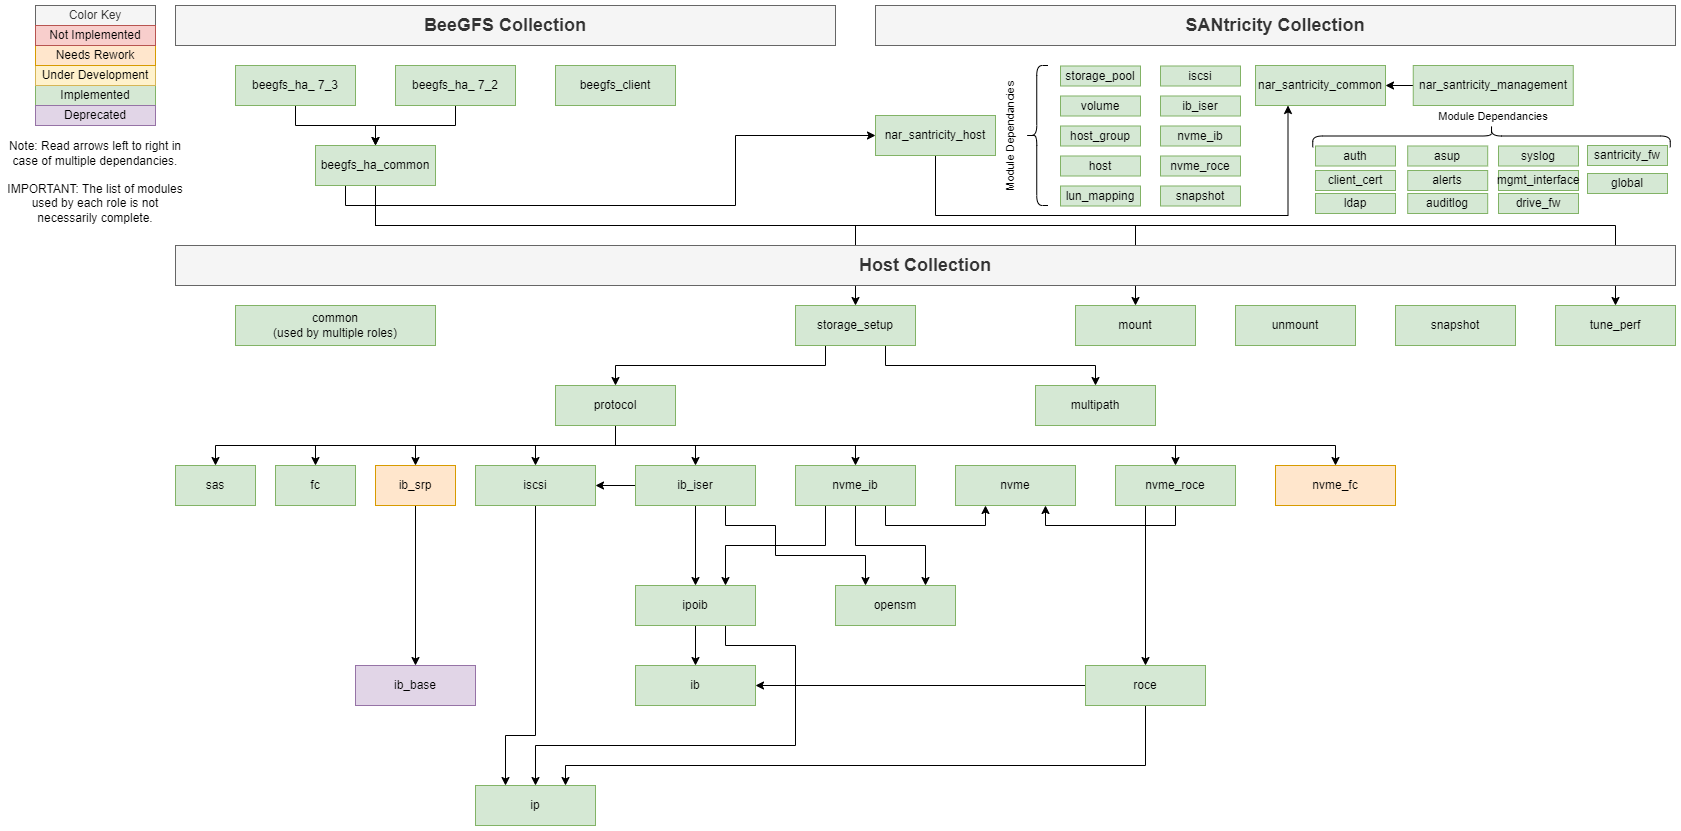 Color Key
Not Implemented
Needs Rework
Under Development
Implemented
Deprecated
Note: Read arrows left to right in
case of multiple dependancies.
IMPORTANT: The list of modules
used by each role is not
necessarily complete.
BeeGFS Collection
beegfs_ha_ 7_3
beegfs_ha_ 7_2
beegfs_client
beegfs_ha_common
SANtricity Collection
nar_santricity_host
Module Dependancies
storage_pool
iscsi
volume
ib_iser
host_group
nvme_ib
host
nvme_roce
lun_mapping
snapshot
nar_santricity_common
nar_santricity_management
Module Dependancies
auth
asup
syslog
santricity_fw
client_cert
alerts
mgmt_interface
global
ldap
auditlog
drive_fw
Host Collection
common
(used by multiple roles)
storage_setup
mount
unmount
snapshot
tune_perf
protocol
multipath
sas
fc
ib_srp
iscsi
ib_iser
nvme_ib
nvme
nvme_roce
nvme_fc
ipoib
opensm
ib_base
ib
roce
ip